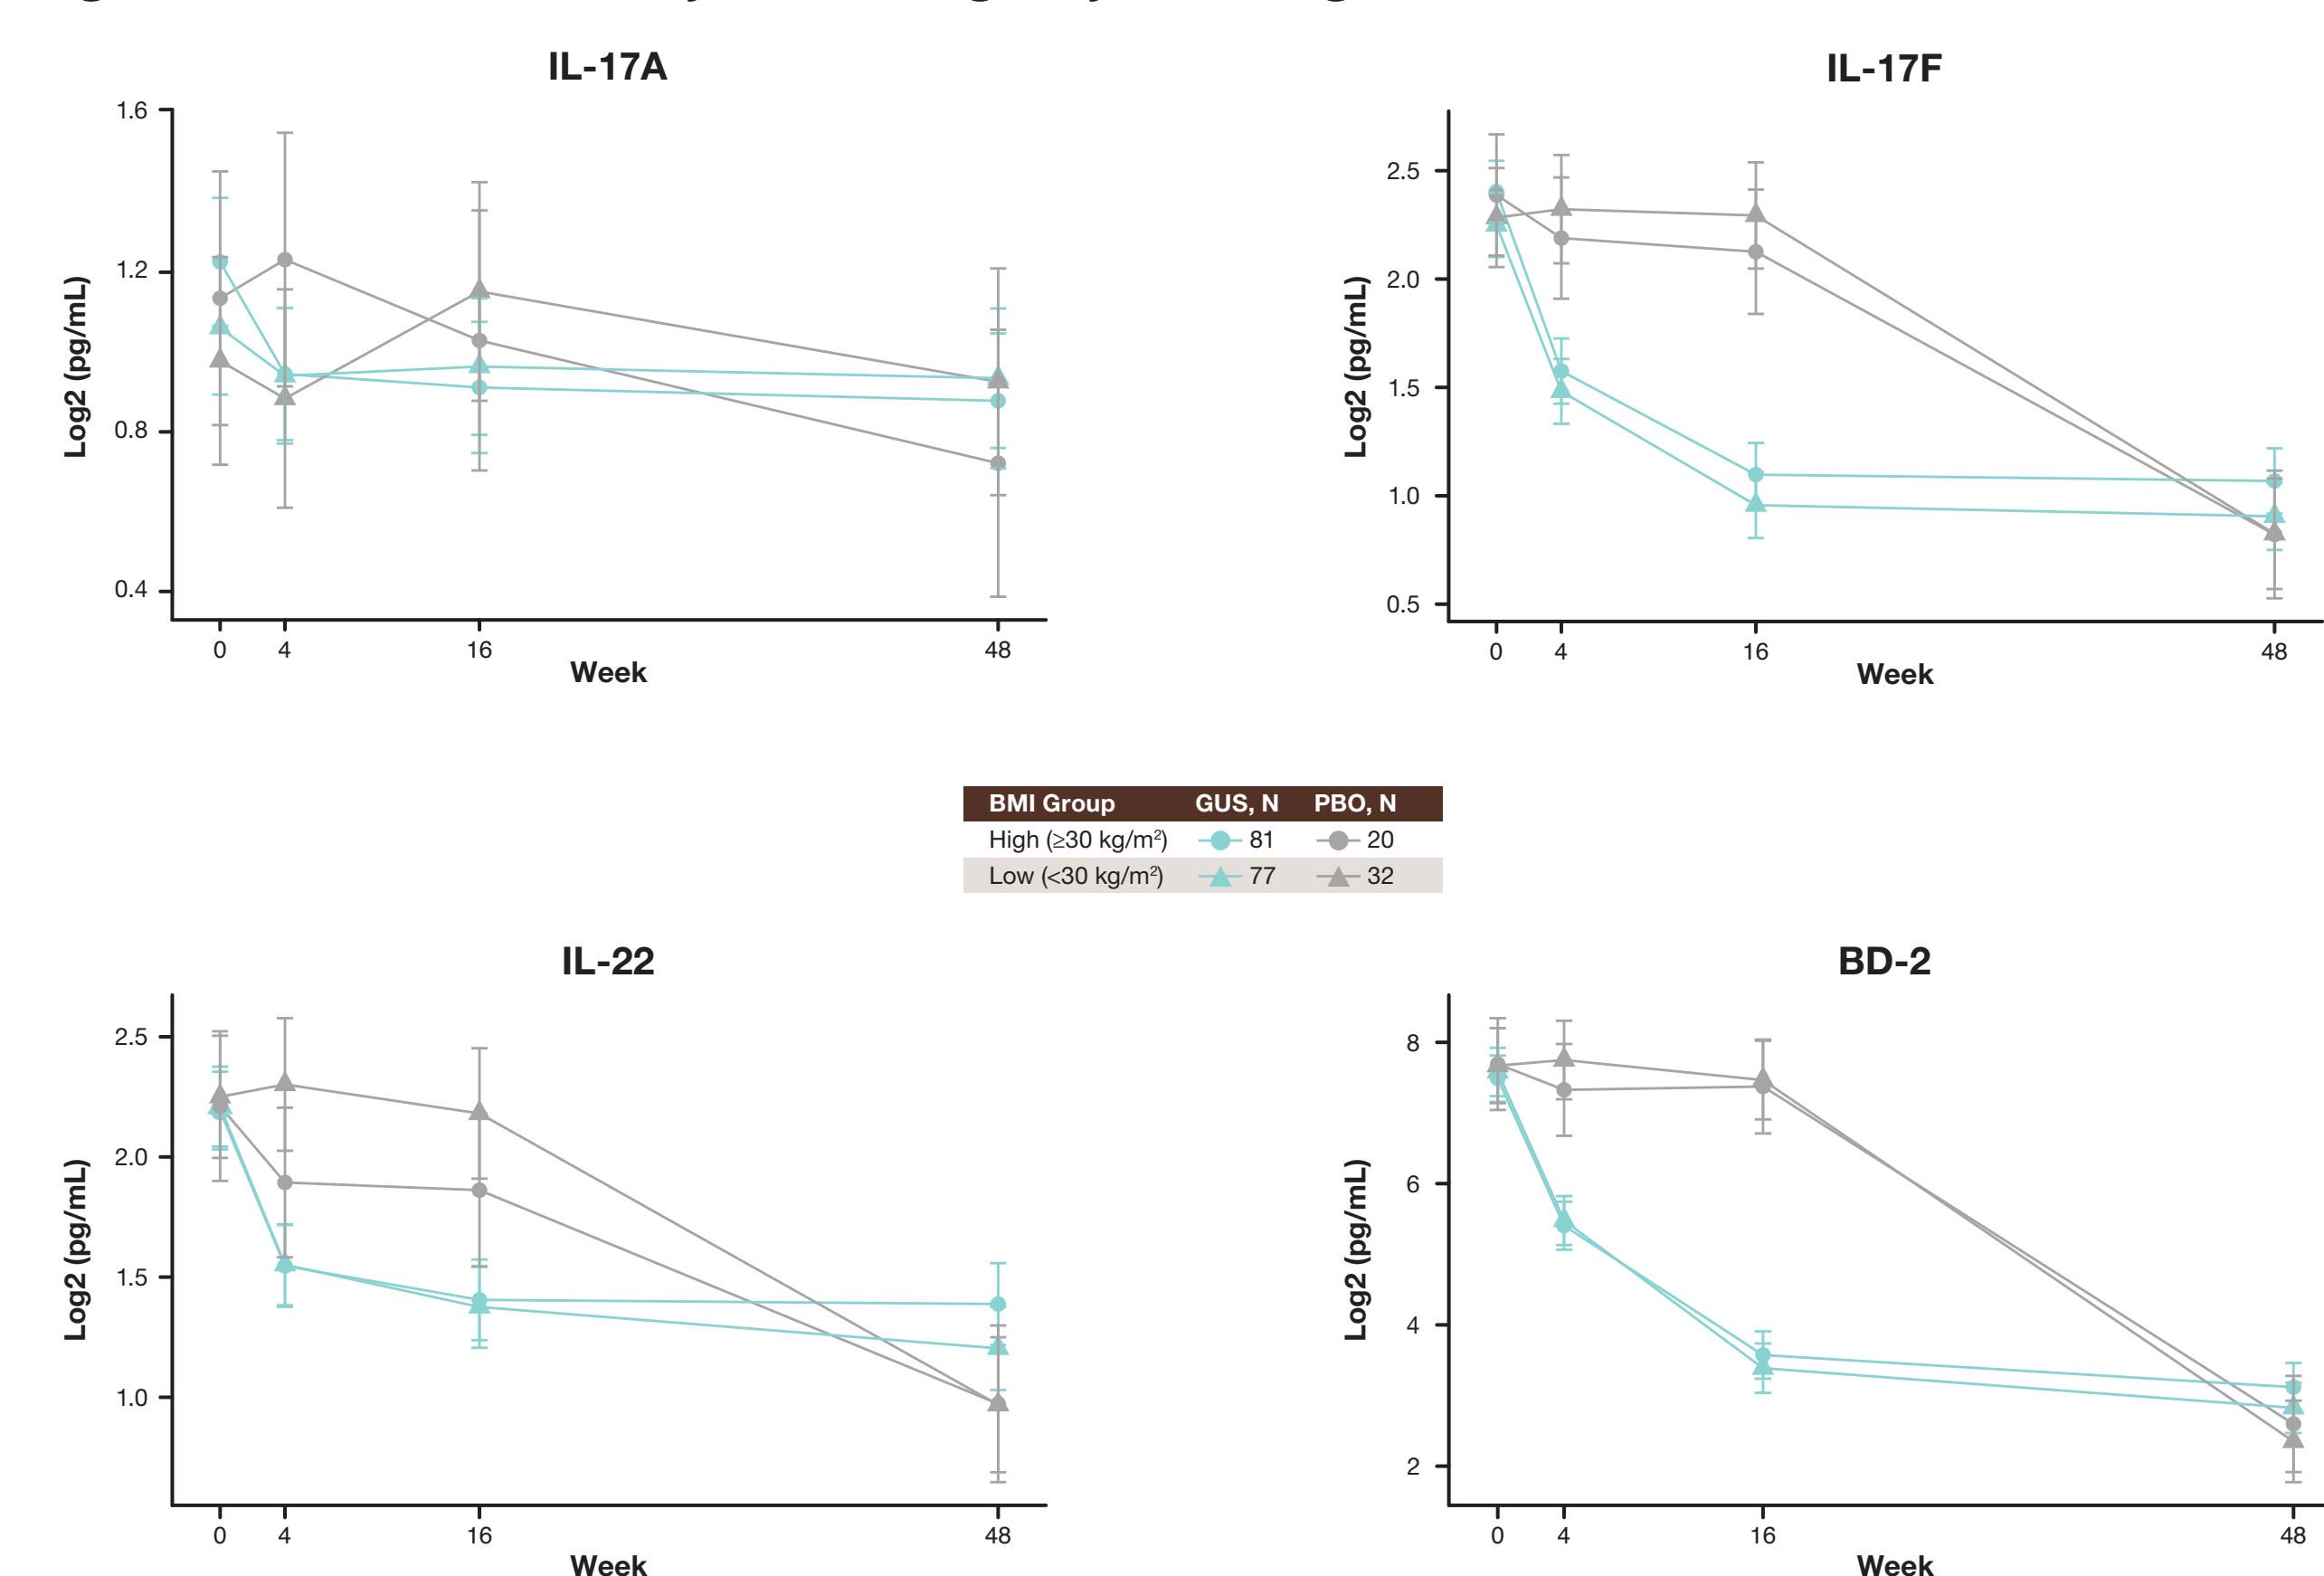 IL-17A
1.6
1.2
0.8
0.4
Log2 (pg/mL)
0 4 16 48
Week
IL-17F
2.5
2.0
1.5
1.0
0.5
Log2 (pg/mL)
0 4 16 48
Week
BMI Group GUS, N PBO, N
High (≥30 kg/m²) 81 20
Low (<30 kg/m²) 77 32
IL-22
2.5
2.0
1.5
1.0
Log2 (pg/mL)
0 4 16 48
Week
BD-2
8
6
4
2
Log2 (pg/mL)
0 4 16 48
Week